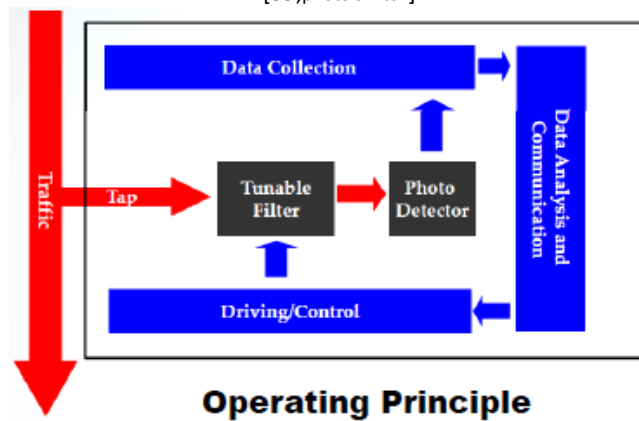 Data Collection
Traffic
Tap
Tunable
Filter
Photo
Detector
Data Analysis and
Communication
Driving/Control
Operating Principle